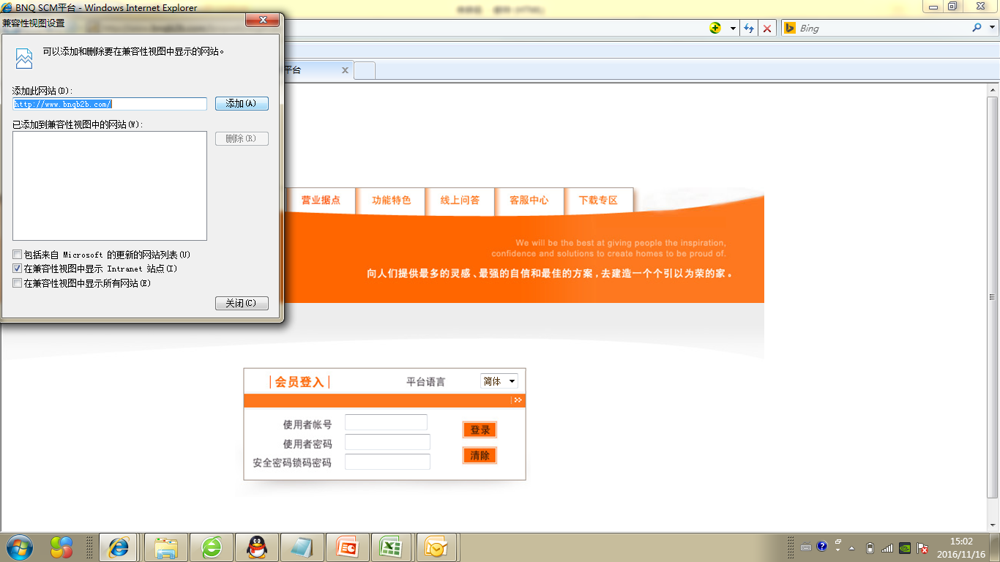 BNQ SCM平台 - Windows Internet Explorer
兼容性视图设置
Bing
可以添加和删除要在兼容性视图中显示的网站。
平台
添加此网站(D):
http://www.bnqb2b.com/
添加(A)
已添加到兼容性视图中的网站(W):
删除(R)
包括来自 Microsoft 的更新的网站列表(U)
在兼容性视图中显示 Intranet 站点(I)
在兼容性视图中显示所有网站(E)
关闭(C)
营业据点 功能特色 线上问答 客服中心 下载专区
We will be the best at giving people the inspiration,
confidence and solutions to create homes to be proud of.
向人们提供最多的灵感、最强的自信和最佳的方案,去建造一个个引以为荣的家。
会员登入 平台语言 简体
使用者帐号
登录
使用者密码
清除
安全密码锁码密码
15:02
2016/11/16